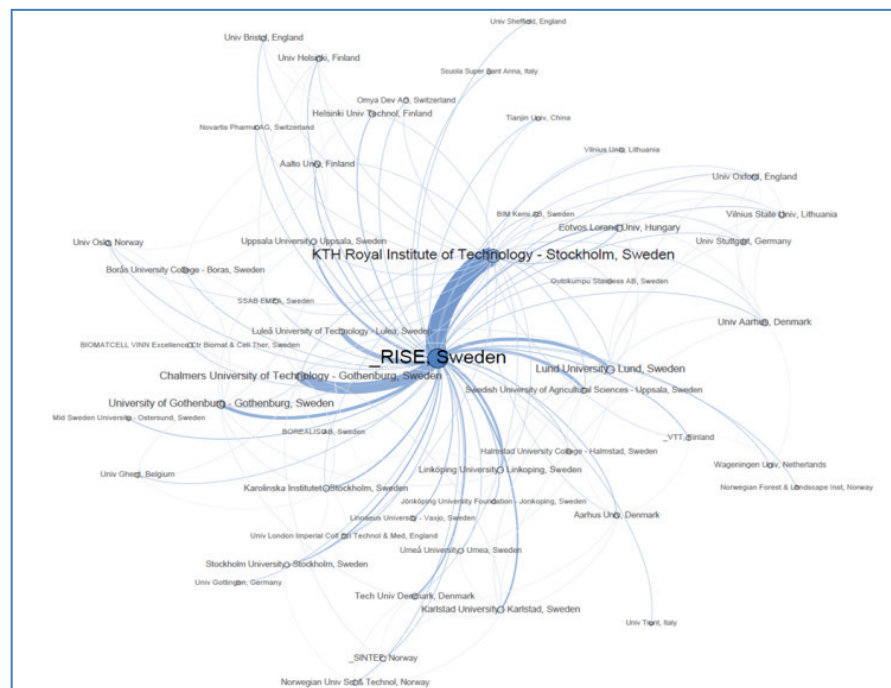 Univ Sheffield, England
Univ Bristol, England
Univ Helsinki, Finland
Scuola Super Sant Anna, Italy
Omya Dev AG, Switzerland
Helsinki Univ Technol, Finland
Tianjin Univ, China
Novartis Pharma AG, Switzerland
Vilnius Univ, Lithuania
Aalto Univ, Finland
Univ Oxford, England
BIM Kemi AB, Sweden
Vilnius State Univ, Lithuania
Eotvos Lorand Univ, Hungary
Uppsala University - Uppsala, Sweden
Univ Oslo, Norway
Univ Stuttgart, Germany
KTH Royal Institute of Technology - Stockholm, Sweden
Borås University College - Boras, Sweden
Outokumpu Stainless AB, Sweden
SSAB EMEA, Sweden
Univ Aarhus, Denmark
Luleå University of Technology - Lulea, Sweden
BIOMATCELL VINN Excellence Ctr Biomat & Cell Ther, Sweden
_RISE, Sweden
Lund University - Lund, Sweden
Chalmers University of Technology - Gothenburg, Sweden
Swedish University of Agricultural Sciences - Uppsala, Sweden
University of Gothenburg - Gothenburg, Sweden
Mid Sweden University - Ostersund, Sweden
BOREALIS AB, Sweden
_VTT, Finland
Halmstad University College - Halmstad, Sweden
Wageningen Univ, Netherlands
Linköping University - Linkoping, Sweden
Univ Ghent, Belgium
Norwegian Forest & Landscape Inst, Norway
Karolinska Institutet - Stockholm, Sweden
Jönköping University Foundation - Jonkoping, Sweden
Aarhus Univ, Denmark
Linnaeus University - Vaxjo, Sweden
Univ London Imperial Coll Sci Technol & Med, England
Umeå University - Umea, Sweden
Stockholm University - Stockholm, Sweden
Univ Gottingen, Germany
Tech Univ Denmark, Denmark
Karlstad University - Karlstad, Sweden
Univ Trent, Italy
_SINTEF, Norway
Norwegian Univ Sci & Technol, Norway